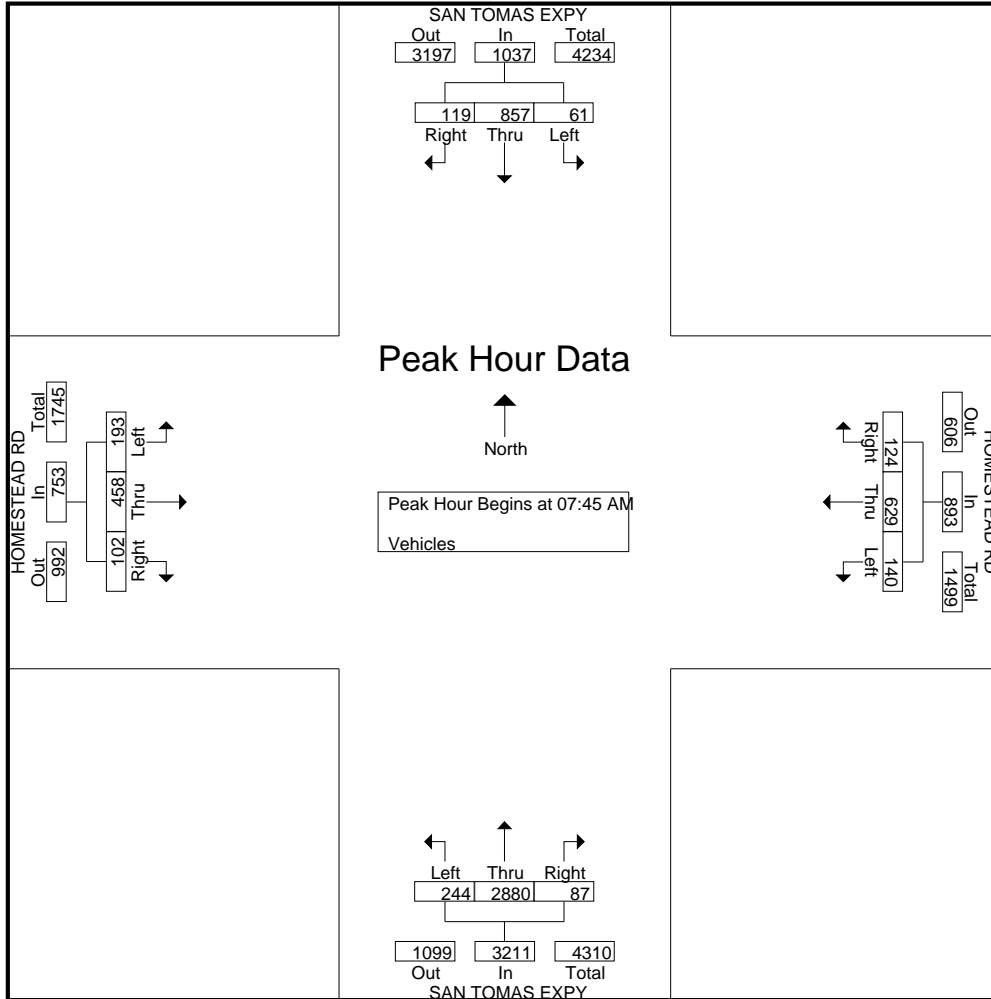 SAN TOMAS EXPY
Out In Total
3197 1037 4234
119 857 61
Right Thru Left
Peak Hour Data
North
Peak Hour Begins at 07:45 AM
Vehicles
HOMESTEAD RD
Total In Out
1745 753 992
193 458 102
Left Thru Right
HOMESTEAD RD
Out In Total
606 893 1499
124 629 140
Right Thru Left
Left Thru Right
244 2880 87
1099 3211 4310
Out In Total
SAN TOMAS EXPY